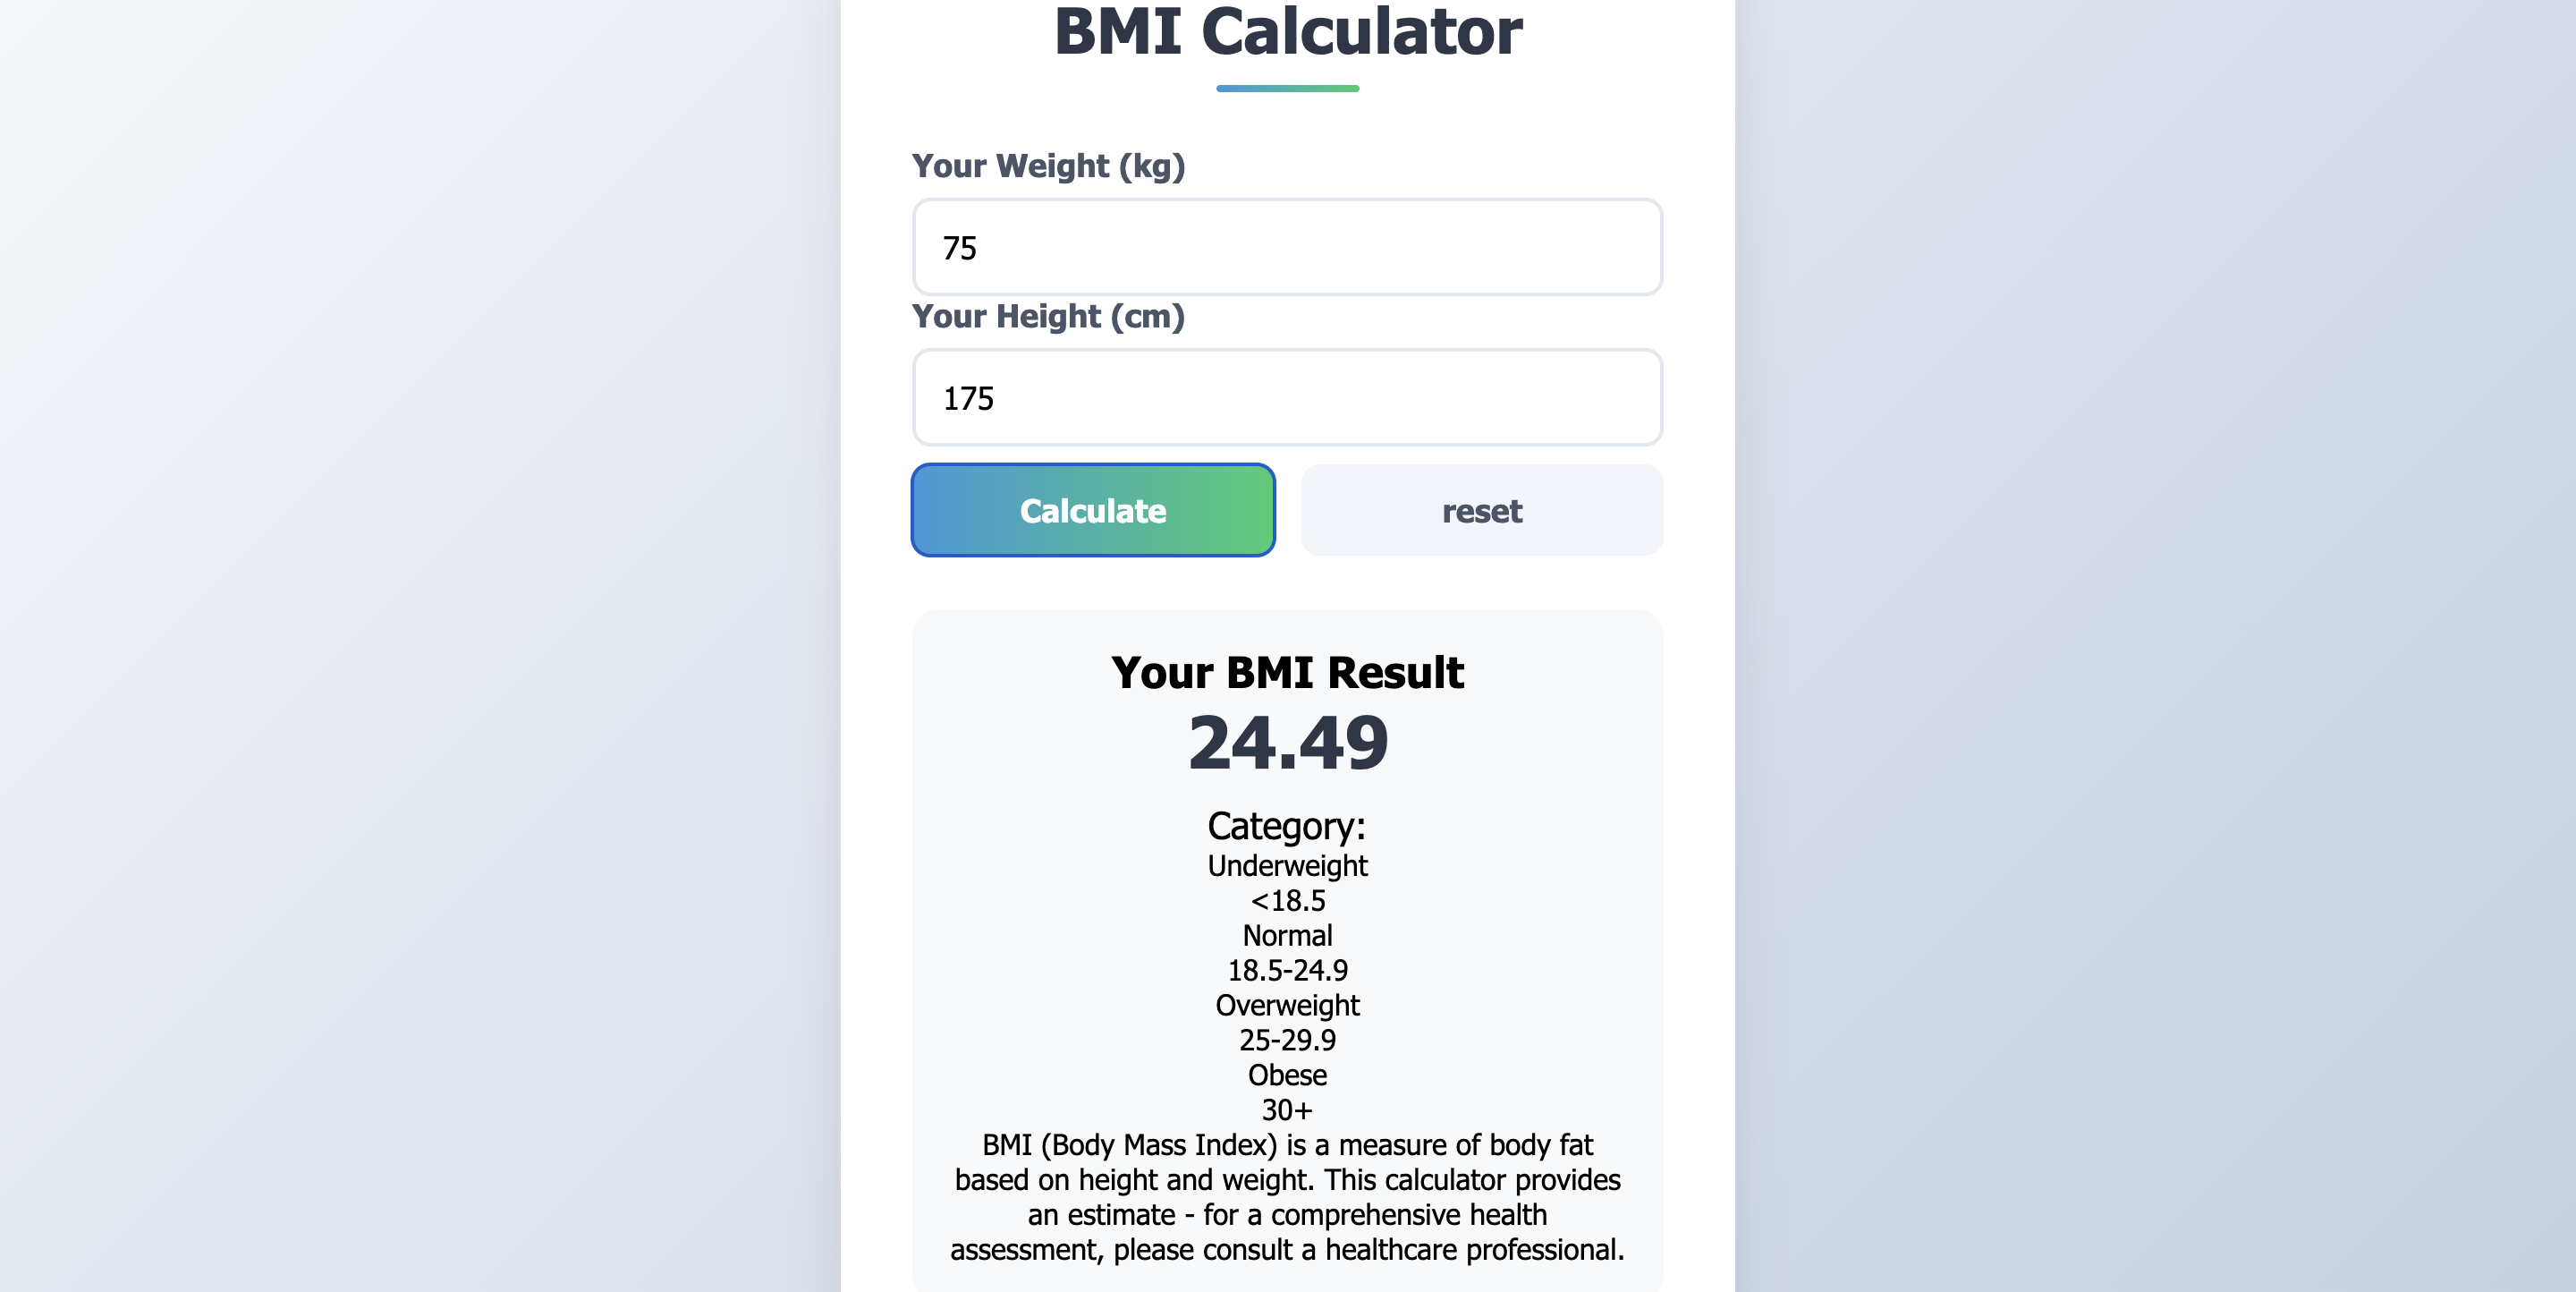 BMI Calculator
Your Weight (kg)
75
Your Height (cm)
175
Calculate
reset
Your BMI Result
24.49
Category:
Underweight
<18.5
Normal
18.5-24.9
Overweight
25-29.9
Obese
30+
BMI (Body Mass Index) is a measure of body fat
based on height and weight. This calculator provides
an estimate - for a comprehensive health
assessment, please consult a healthcare professional.